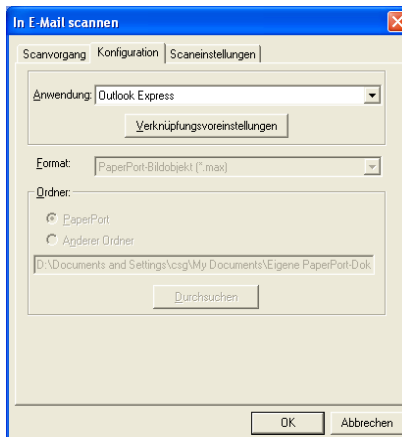 In E-Mail scannen
Scanvorgang Konfiguration Scaneinstellungen
Anwendung: Outlook Express
Verknüpfungsvoreinstellungen
Format: PaperPort-Bildobjekt (*.max)
Ordner:
PaperPort
Anderer Ordner
D:\Documents and Settings\csg\My Documents\Eigene PaperPort-Dok
Durchsuchen
OK Abbrechen